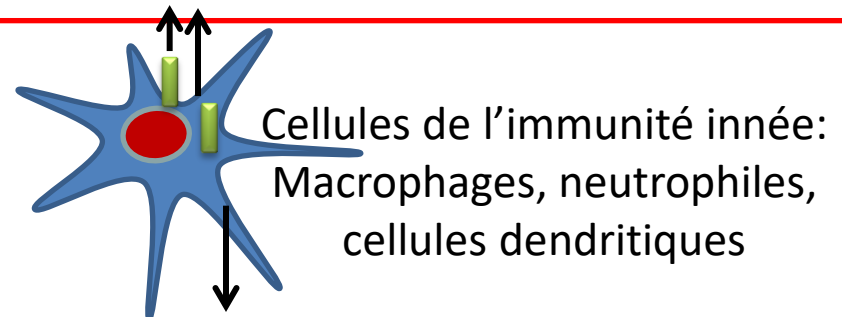 Cellules de l’immunité innée:
Macrophages, neutrophiles,
cellules dendritiques